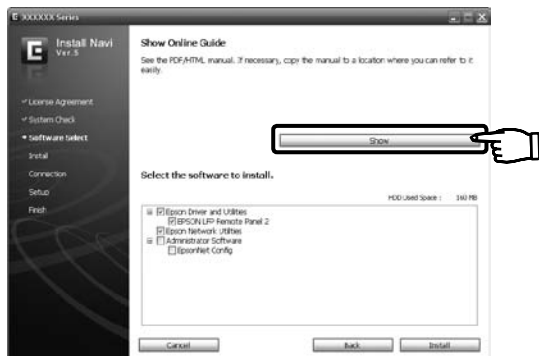 E XXXXXX Series
E Install Navi
Ver.5
License Agreement
System Check
Software Select
Install
Connection
Setup
Finish
Show Online Guide
See the PDF/HTML manual. If necessary, copy the manual to a location where you can refer to it
easily.
Show
Select the software to install.
HDD Used Space : 160 MB
Epson Driver and Utilities
EPSON LFP Remote Panel 2
Epson Network Utilities
Administrator Software
EpsonNet Config
Cancel
Back
Install